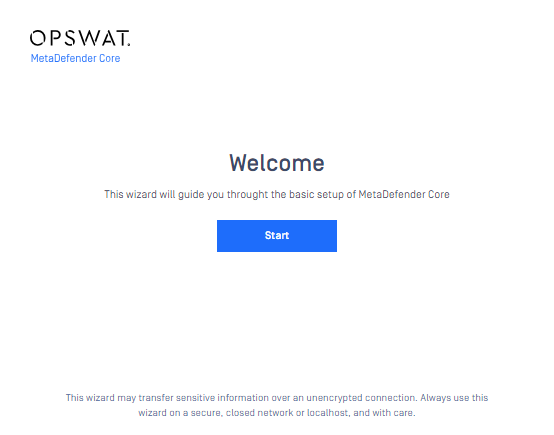 OPSWAT.
MetaDefender Core
Welcome
This wizard will guide you throught the basic setup of MetaDefender Core
Start
This wizard may transfer sensitive information over an unencrypted connection. Always use this
wizard on a secure, closed network or localhost, and with care.